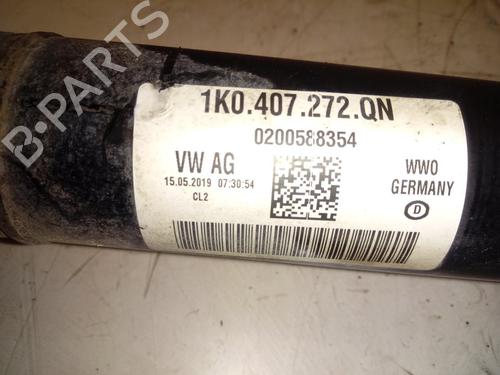 B-PARTS
1K0.407.272.QN
0200588354
VW AG
15.05.2019 07:30:54
CL2
WWO
GERMANY
D